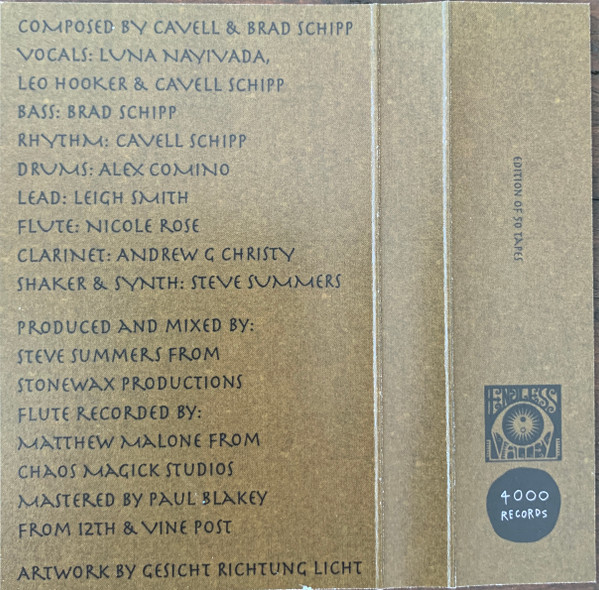 COMPOSED BY CAVELL & BRAD SCHIPP
VOCALS: LUNA NAYIVADA,
LEO HOOKER & CAVELL SCHIPP
BASS: BRAD SCHIPP
RHYTHM: CAVELL SCHIPP
DRUMS: ALEX COMINO
LEAD: LEIGH SMITH
FLUTE: NICOLE ROSE
CLARINET: ANDREW G CHRISTY
SHAKER & SYNTH: STEVE SUMMERS
PRODUCED AND MIXED BY:
STEVE SUMMERS FROM
STONEWAX PRODUCTIONS
FLUTE RECORDED BY:
MATTHEW MALONE FROM
CHAOS MAGICK STUDIOS
MASTERED BY PAUL BLAKEY
FROM 12TH & VINE POST
ARTWORK BY GESICHT RICHTUNG LICHT
EDITION OF 50 TAPES
ENDLESS
VALLEY
4000
RECORDS